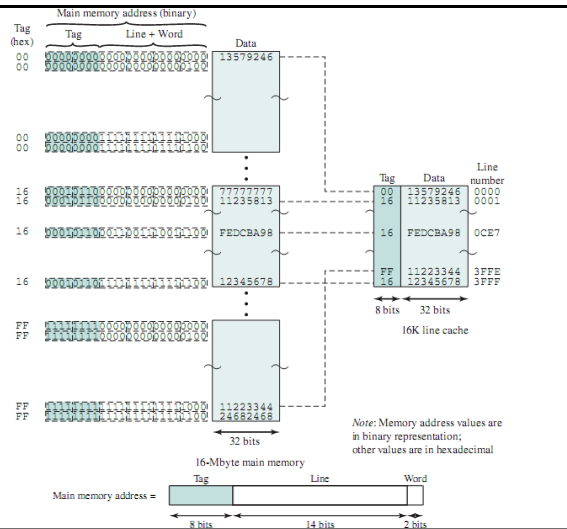 Main memory address (binary)
Tag
(hex)
Tag
Line + Word
Data
00
13579246
00
00
00
16
77777777
16
11235813
16
FEDCBA98
16
12345678
FF
FF
FF
11223344
FF
24682468
32 bits
16-Mbyte main memory
Tag
Data
Line
number
00 13579246 0000
16 11235813 0001
16 FEDCBA98 0CE7
FF 11223344 3FFE
16 12345678 3FFF
8 bits
32 bits
16K line cache
Note: Memory address values are
in binary representation;
other values are in hexadecimal
Tag
Line
Word
Main memory address =
8 bits
14 bits
2 bits